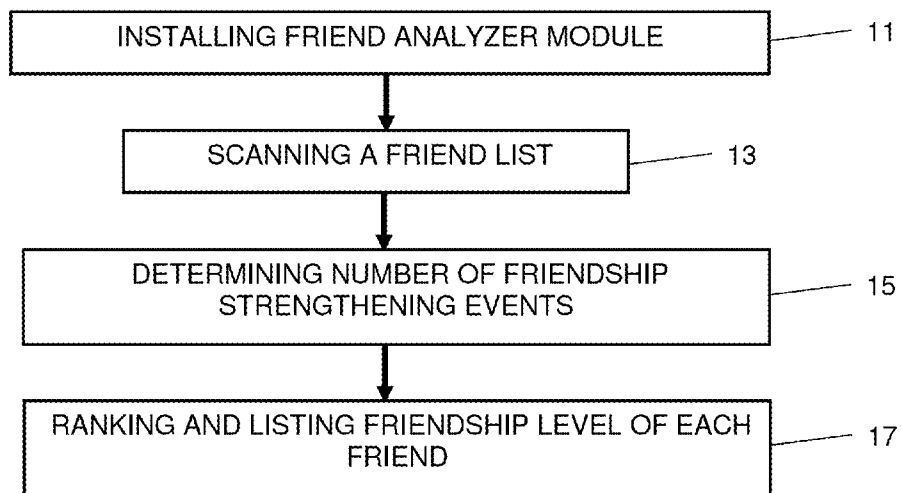 INSTALLING FRIEND ANALYZER MODULE
11
SCANNING A FRIEND LIST
13
DETERMINING NUMBER OF FRIENDSHIP
STRENGTHENING EVENTS
15
RANKING AND LISTING FRIENDSHIP LEVEL OF EACH
FRIEND
17